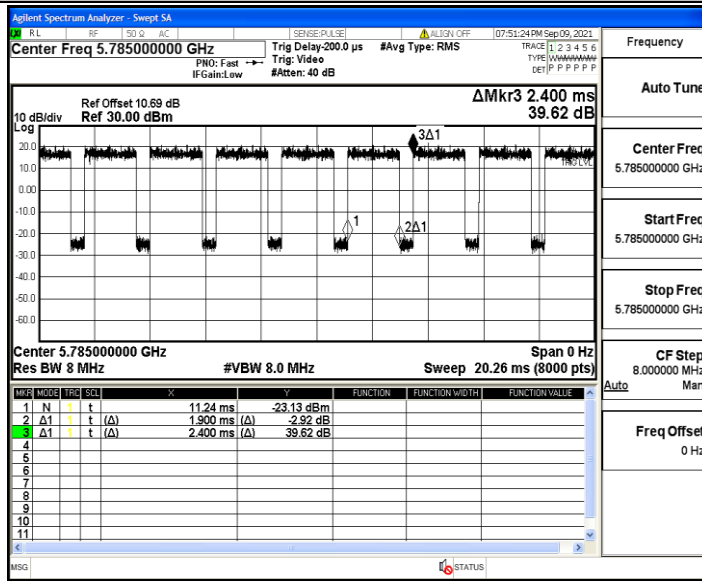 Agilent Spectrum Analyzer - Swept SA
RL RF 50 Ω AC SENSE:PULSE ALIGN OFF 07:51:24 PM Sep 09, 2021
Center Freq 5.785000000 GHz
PNO: Fast
IFGain:Low
Trig Delay-200.0 µs
Trig: Video
#Atten: 40 dB
#Avg Type: RMS
TRACE 1 2 3 4 5 6
TYPE
DET P P P P P P
Ref Offset 10.69 dB
10 dB/div Ref 30.00 dBm
ΔMkr3 2.400 ms
39.62 dB
Log
20.0
10.0
0.00
-10.0
-20.0
-30.0
-40.0
-50.0
-60.0
3Δ1
TRIG LVL
1
2Δ1
Center 5.785000000 GHz Span 0 Hz
Res BW 8 MHz #VBW 8.0 MHz Sweep 20.26 ms (8000 pts)
MKR MODE TRC SCL X Y FUNCTION FUNCTION WIDTH FUNCTION VALUE
1 N 1 t 11.24 ms -23.13 dBm
2 Δ1 1 t (Δ) 1.900 ms (Δ) -2.92 dB
3 Δ1 1 t (Δ) 2.400 ms (Δ) 39.62 dB
4
5
6
7
8
9
10
11
MSG STATUS
Frequency
Auto Tune
Center Freq
5.785000000 GHz
Start Freq
5.785000000 GHz
Stop Freq
5.785000000 GHz
CF Step
8.000000 MHz
Auto Man
Freq Offset
0 Hz